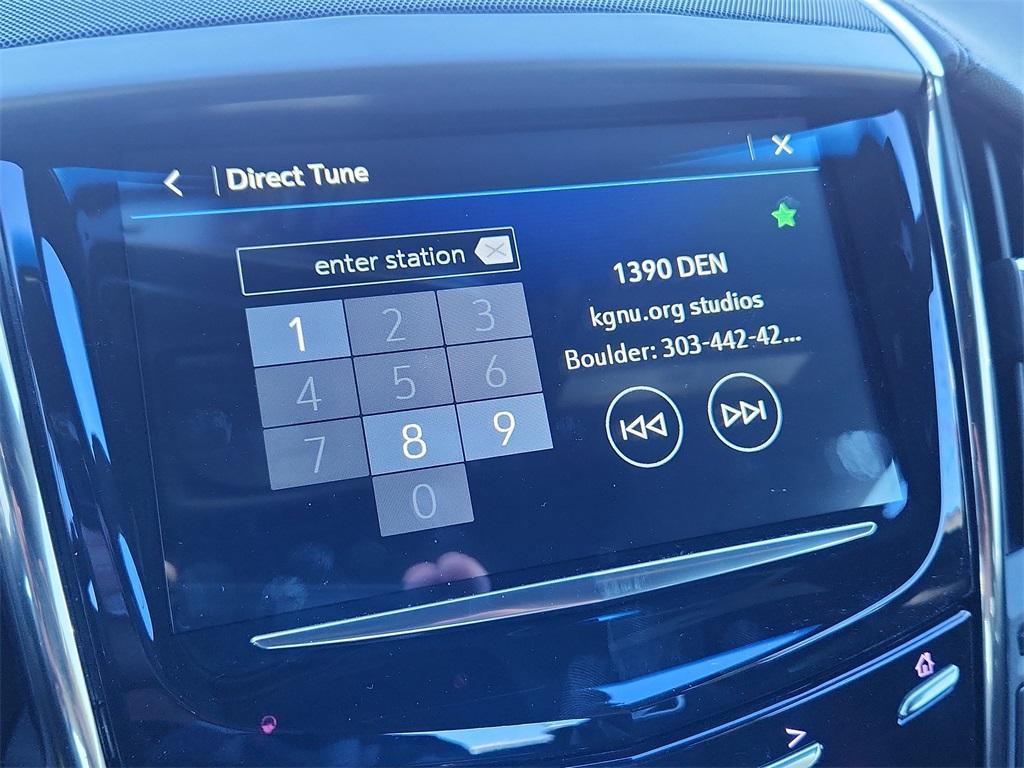 Direct Tune
enter station
1390 DEN
kgnu.org studios
Boulder: 303-442-42...
1 2 3
4 5 6
7 8 9
0